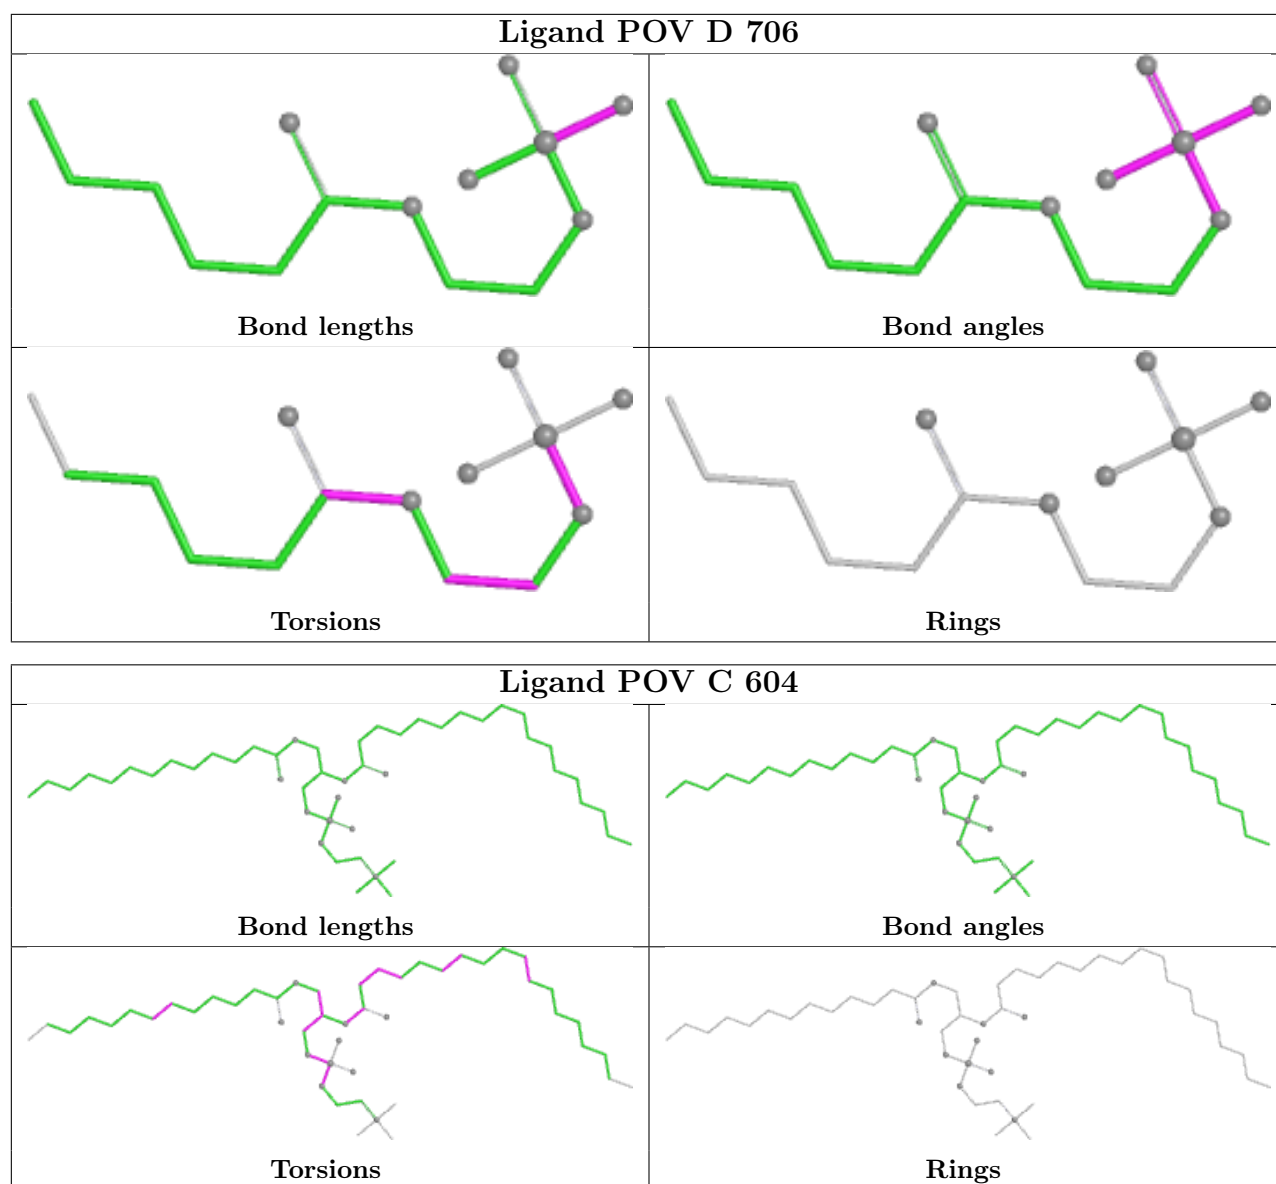 Ligand POV D 706
Bond lengths
Bond angles
Torsions
Rings
Ligand POV C 604
Bond lengths
Bond angles
Torsions
Rings